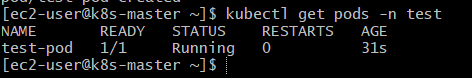 pod/test-pod created
[ec2-user@k8s-master ~]$ kubectl get pods -n test
NAME       READY   STATUS    RESTARTS   AGE
test-pod   1/1     Running   0          31s
[ec2-user@k8s-master ~]$